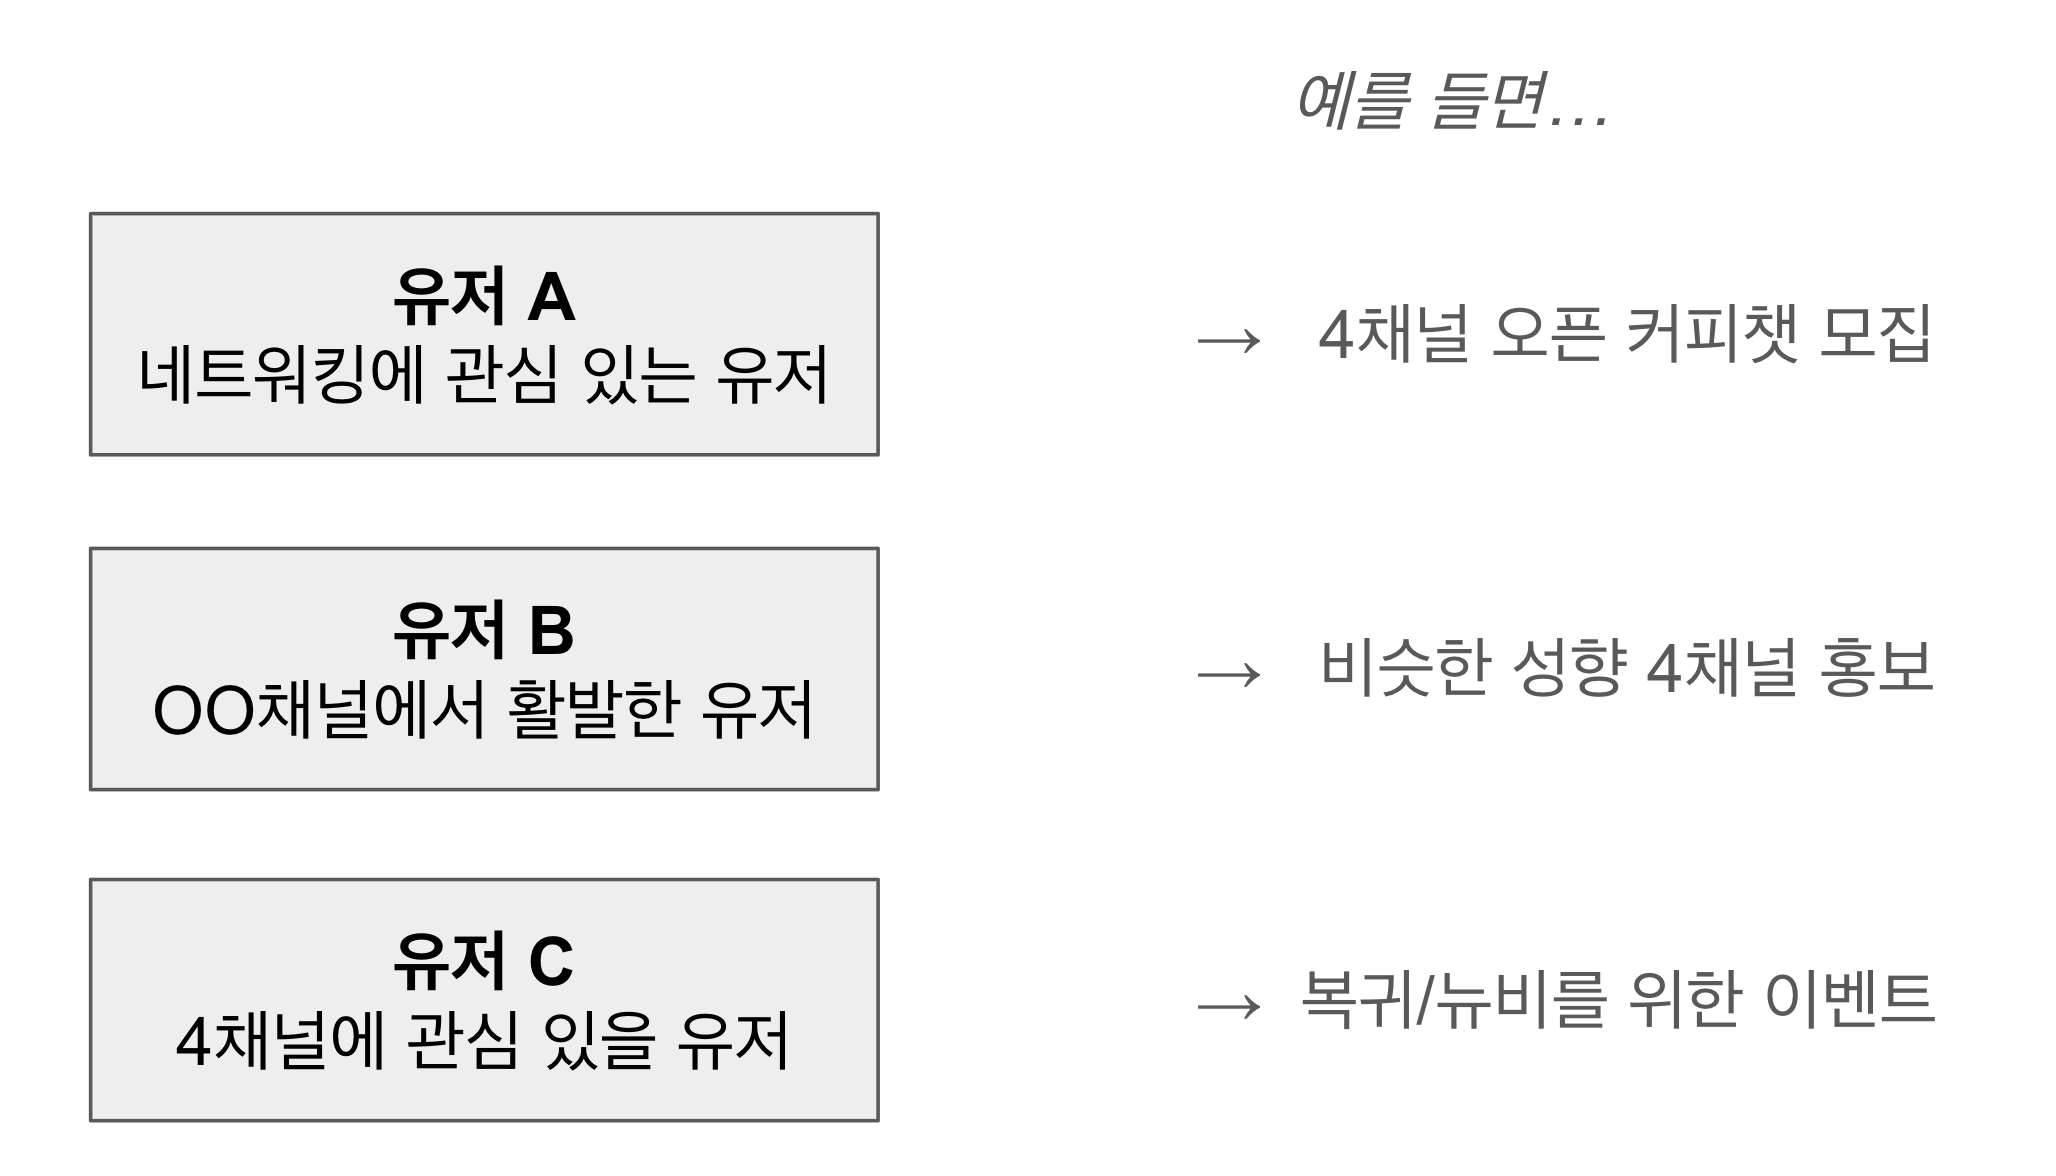 예를 들면…
유저 A
네트워킹에 관심 있는 유저
→ 4채널 오픈 커피챗 모집
유저 B
OO채널에서 활발한 유저
→ 비슷한 성향 4채널 홍보
유저 C
4채널에 관심 있을 유저
→ 복귀/뉴비를 위한 이벤트